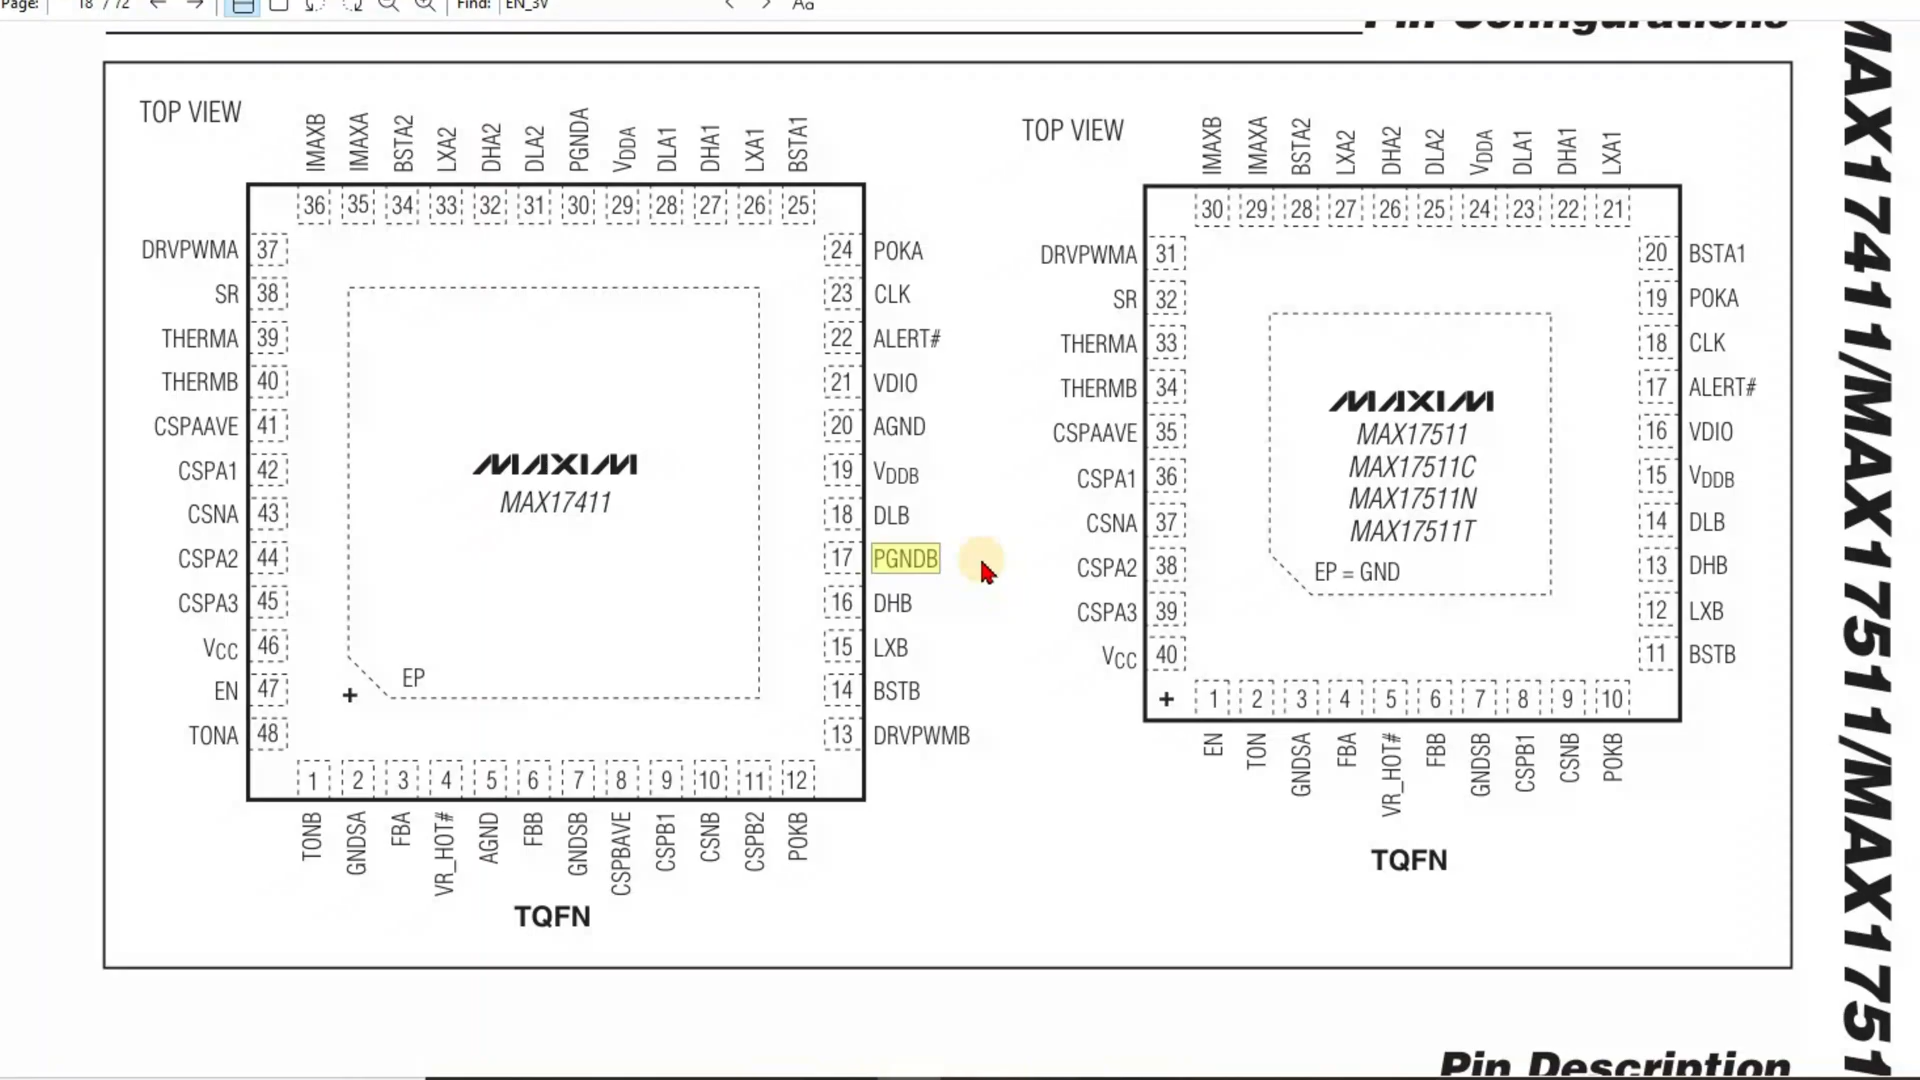 Page: 18 / 72 Find: EN_3V Aa
Pin Configurations
TOP VIEW
IMAXB IMAXA BSTA2 LXA2 DHA2 DLA2 PGNDA VDDA DLA1 DHA1 LXA1 BSTA1
36 35 34 33 32 31 30 29 28 27 26 25
DRVPWMA 37 24 POKA
SR 38 23 CLK
THERMA 39 22 ALERT#
THERMB 40 21 VDIO
CSPAAVE 41 20 AGND
CSPA1 42 19 VDDB
CSNA 43 18 DLB
CSPA2 44 17 PGNDB
CSPA3 45 16 DHB
VCC 46 15 LXB
EN 47 14 BSTB
TONA 48 13 DRVPWMB
MAXIM
MAX17411
EP
+
1 2 3 4 5 6 7 8 9 10 11 12
TONB GNDSA FBA VR_HOT# AGND FBB GNDSB CSPBAVE CSPB1 CSNB CSPB2 POKB
TQFN
TOP VIEW
IMAXB IMAXA BSTA2 LXA2 DHA2 DLA2 VDDA DLA1 DHA1 LXA1
30 29 28 27 26 25 24 23 22 21
DRVPWMA 31 20 BSTA1
SR 32 19 POKA
THERMA 33 18 CLK
THERMB 34 17 ALERT#
CSPAAVE 35 16 VDIO
CSPA1 36 15 VDDB
CSNA 37 14 DLB
CSPA2 38 13 DHB
CSPA3 39 12 LXB
VCC 40 11 BSTB
MAXIM
MAX17511
MAX17511C
MAX17511N
MAX17511T
EP = GND
+ 1 2 3 4 5 6 7 8 9 10
EN TON GNDSA FBA VR_HOT# FBB GNDSB CSPB1 CSNB POKB
TQFN
MAX17411/MAX17511/MAX1751
Pin Description